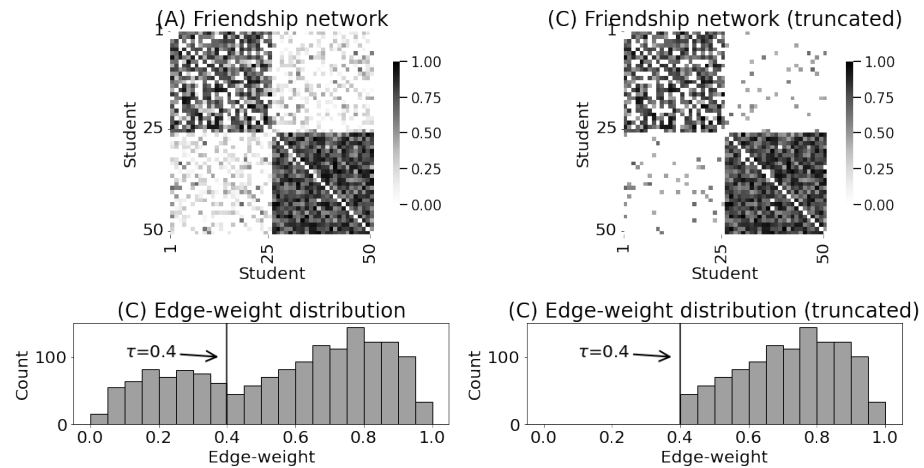 (A) Friendship network
Student
1
25
50
1
25
50
Student
1.00
0.75
0.50
0.25
0.00
(C) Friendship network (truncated)
Student
1
25
50
1
25
50
Student
1.00
0.75
0.50
0.25
0.00
(C) Edge-weight distribution
Count
100
0
τ=0.4
0.0 0.2 0.4 0.6 0.8 1.0
Edge-weight
(C) Edge-weight distribution (truncated)
Count
100
0
τ=0.4
0.0 0.2 0.4 0.6 0.8 1.0
Edge-weight